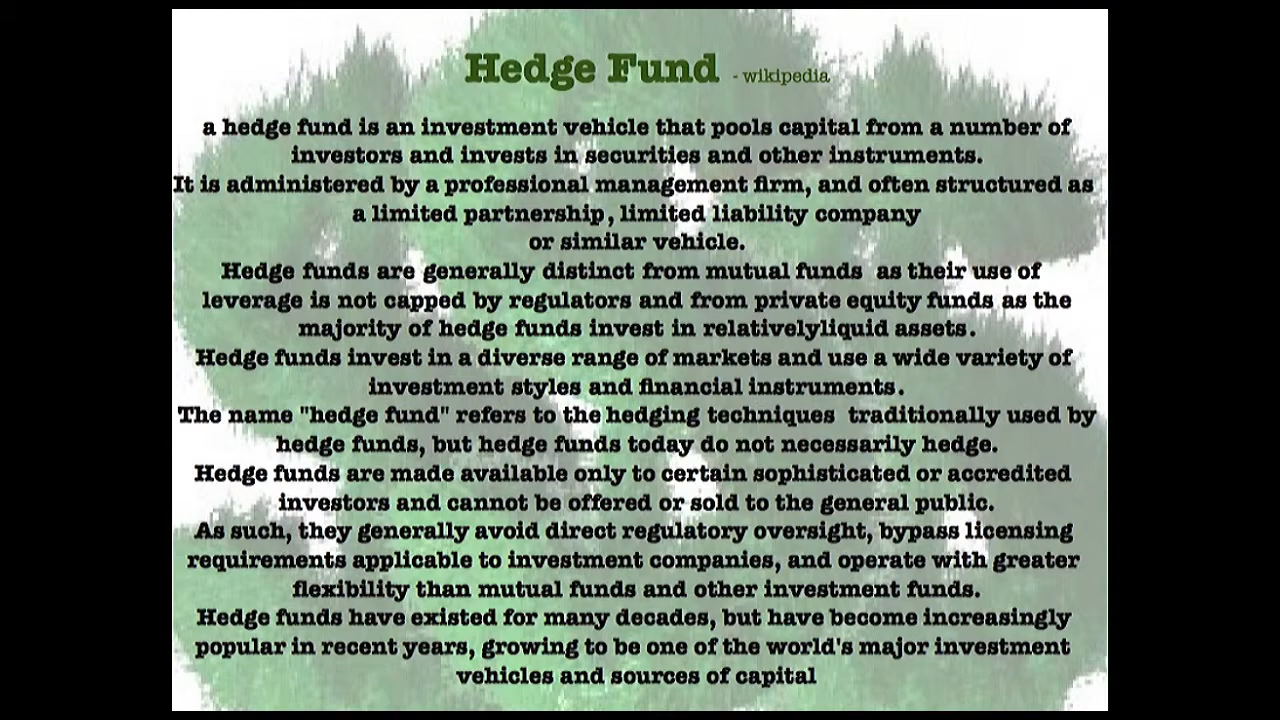 Hedge Fund - wikipedia
a hedge fund is an investment vehicle that pools capital from a number of
investors and invests in securities and other instruments.
It is administered by a professional management firm, and often structured as
a limited partnership, limited liability company
or similar vehicle.
Hedge funds are generally distinct from mutual funds as their use of
leverage is not capped by regulators and from private equity funds as the
majority of hedge funds invest in relativelyliquid assets.
Hedge funds invest in a diverse range of markets and use a wide variety of
investment styles and financial instruments.
The name "hedge fund" refers to the hedging techniques traditionally used by
hedge funds, but hedge funds today do not necessarily hedge.
Hedge funds are made available only to certain sophisticated or accredited
investors and cannot be offered or sold to the general public.
As such, they generally avoid direct regulatory oversight, bypass licensing
requirements applicable to investment companies, and operate with greater
flexibility than mutual funds and other investment funds.
Hedge funds have existed for many decades, but have become increasingly
popular in recent years, growing to be one of the world's major investment
vehicles and sources of capital